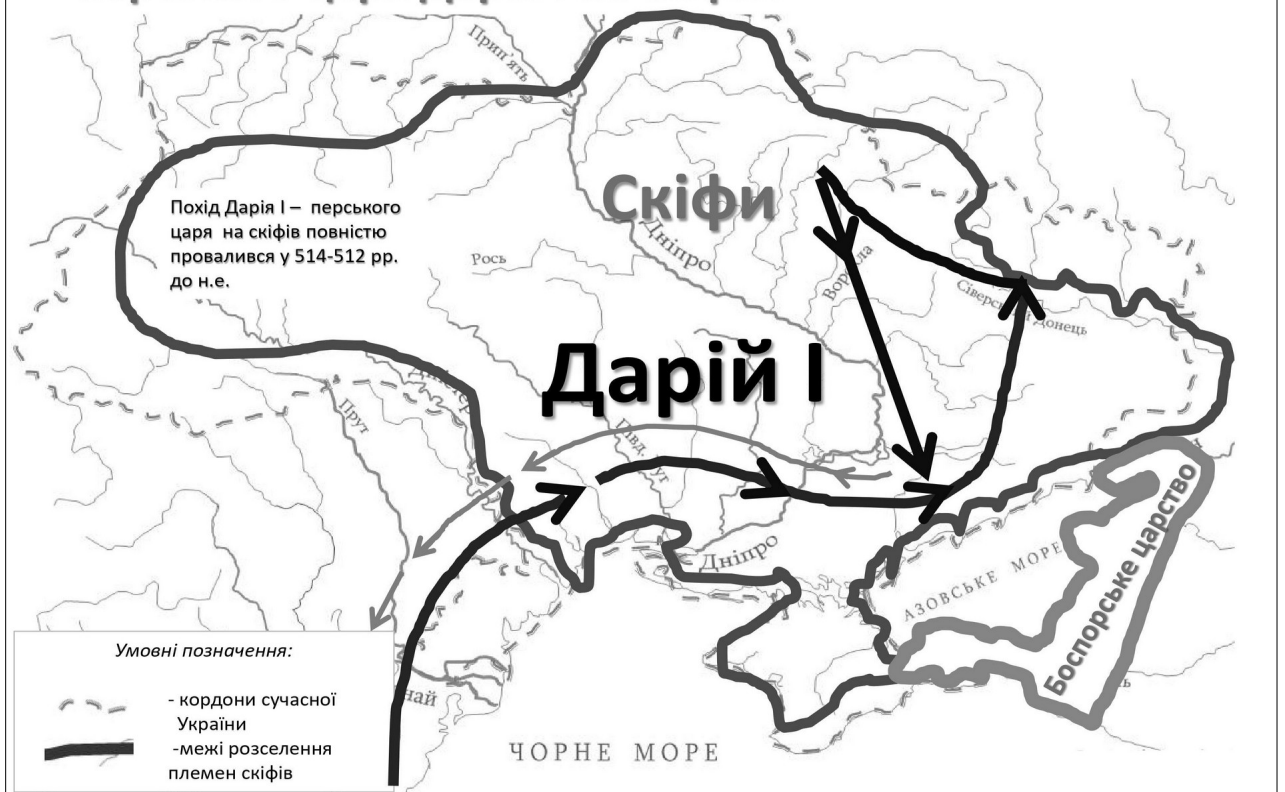 Прип'ять
Скіфи
Похід Дарія І – перського
царя на скіфів повністю
провалився у 514-512 рр.
до н.е.
Рось
Дніпро
Ворскла
Сіверський Донець
Дарій І
Дністер
Прут
Півд. Буг
Дніпро
АЗОВСЬКЕ МОРЕ
Боспорське царство
ЧОРНЕ МОРЕ
Умовні позначення:
- кордони сучасної
України
-межі розселення
племен скіфів